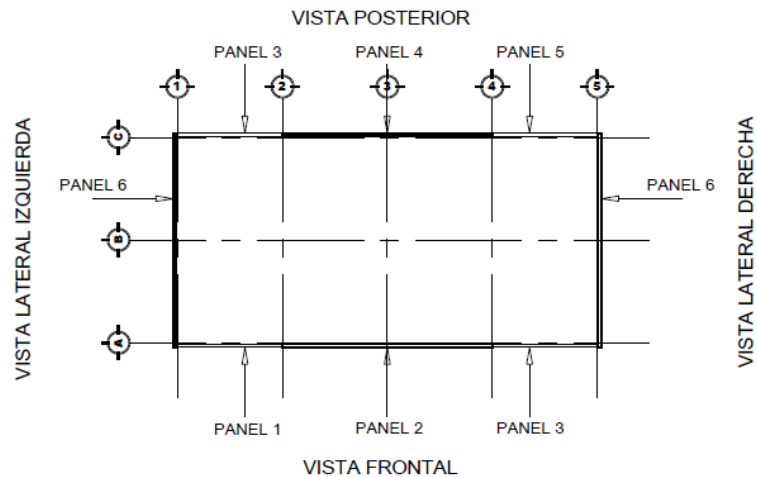 VISTA POSTERIOR
PANEL 3
PANEL 4
PANEL 5
1
2
3
4
5
C
VISTA LATERAL IZQUIERDA
PANEL 6
PANEL 6
VISTA LATERAL DERECHA
B
A
PANEL 1
PANEL 2
PANEL 3
VISTA FRONTAL